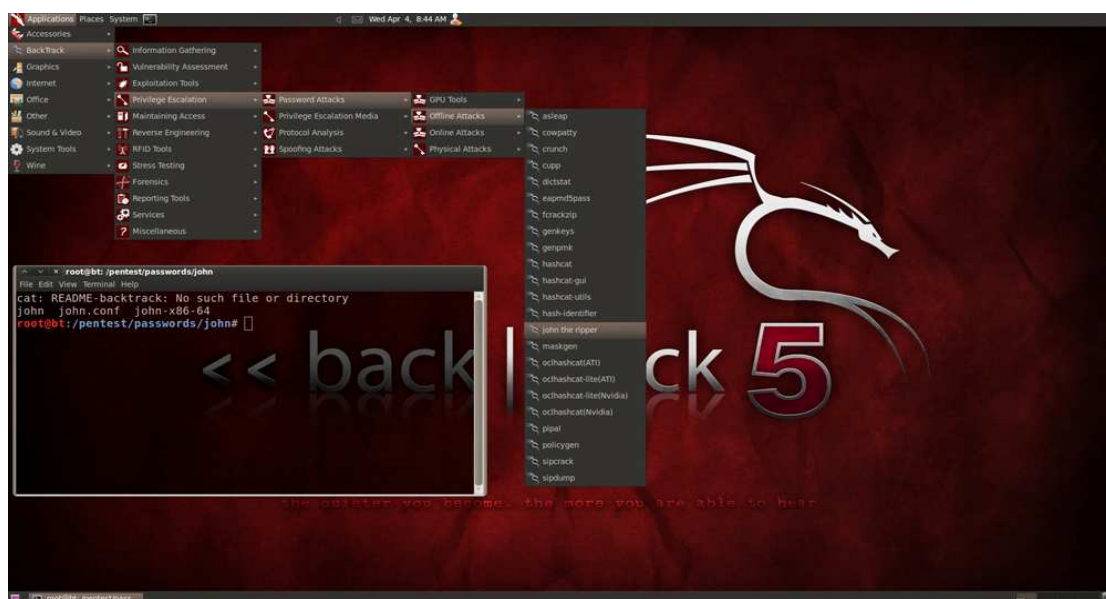 Applications Places System
Wed Apr 4, 8:44 AM
Accessories
BackTrack
Graphics
Internet
Office
Other
Sound & Video
System Tools
Wine
Information Gathering
Vulnerability Assessment
Exploitation Tools
Privilege Escalation
Maintaining Access
Reverse Engineering
RFID Tools
Stress Testing
Forensics
Reporting Tools
Services
Miscellaneous
Password Attacks
Privilege Escalation Media
Protocol Analysis
Spoofing Attacks
GPU Tools
Offline Attacks
Online Attacks
Physical Attacks
asleap
cowpatty
crunch
cupp
dictstat
eapmd5pass
fcrackzip
genkeys
genpmk
hashcat
hashcat-gui
hashcat-utils
hash-identifier
john the ripper
maskgen
oclhashcat(ATI)
oclhashcat-lite(ATI)
oclhashcat-lite(Nvidia)
oclhashcat(Nvidia)
pipal
policygen
sipcrack
sipdump
root@bt: /pentest/passwords/john
File Edit View Terminal Help
cat: README-backtrack: No such file or directory
john john.conf john-x86-64
root@bt:/pentest/passwords/john#
<< back ck 5
the quieter you become, the more you are able to hear
root@bt: /pentest/pass...